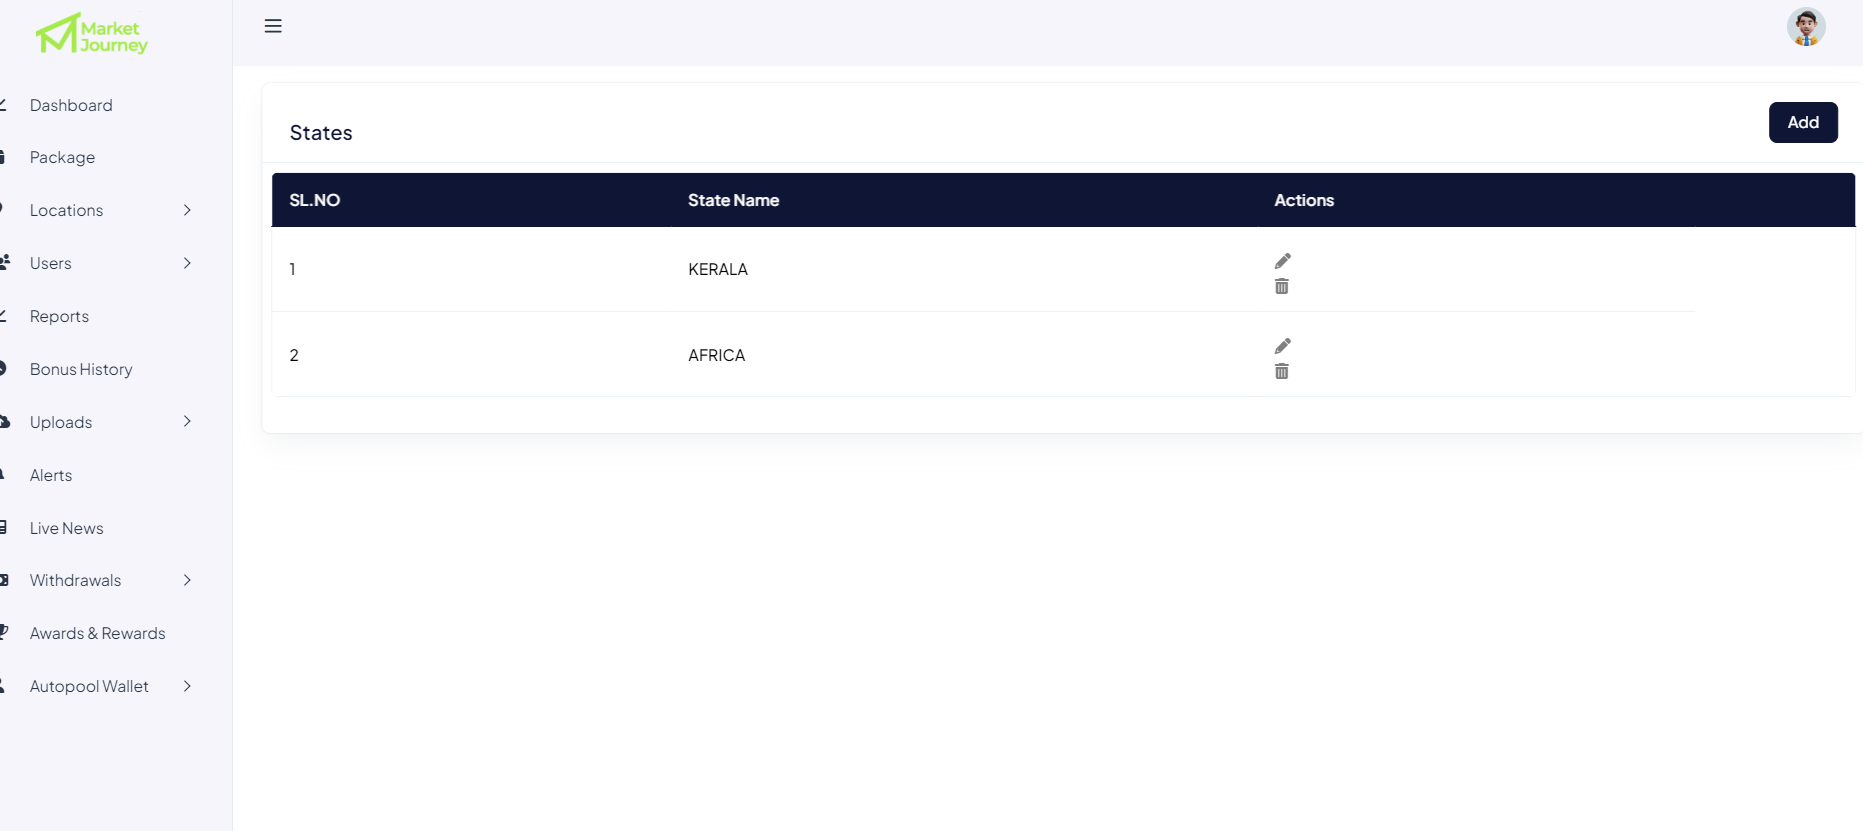 Market
Journey
Dashboard
Package
Locations
Users
Reports
Bonus History
Uploads
Alerts
Live News
Withdrawals
Awards & Rewards
Autopool Wallet
States
Add
SL.NO State Name Actions
1 KERALA
2 AFRICA